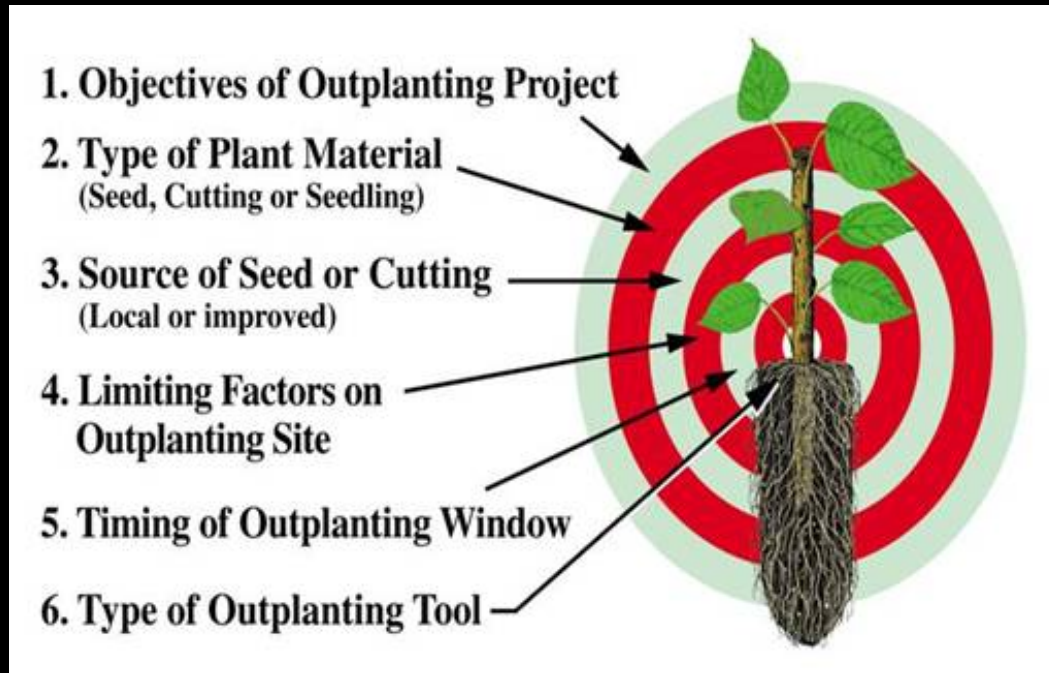 1. Objectives of Outplanting Project
2. Type of Plant Material
(Seed, Cutting or Seedling)
3. Source of Seed or Cutting
(Local or improved)
4. Limiting Factors on
Outplanting Site
5. Timing of Outplanting Window
6. Type of Outplanting Tool